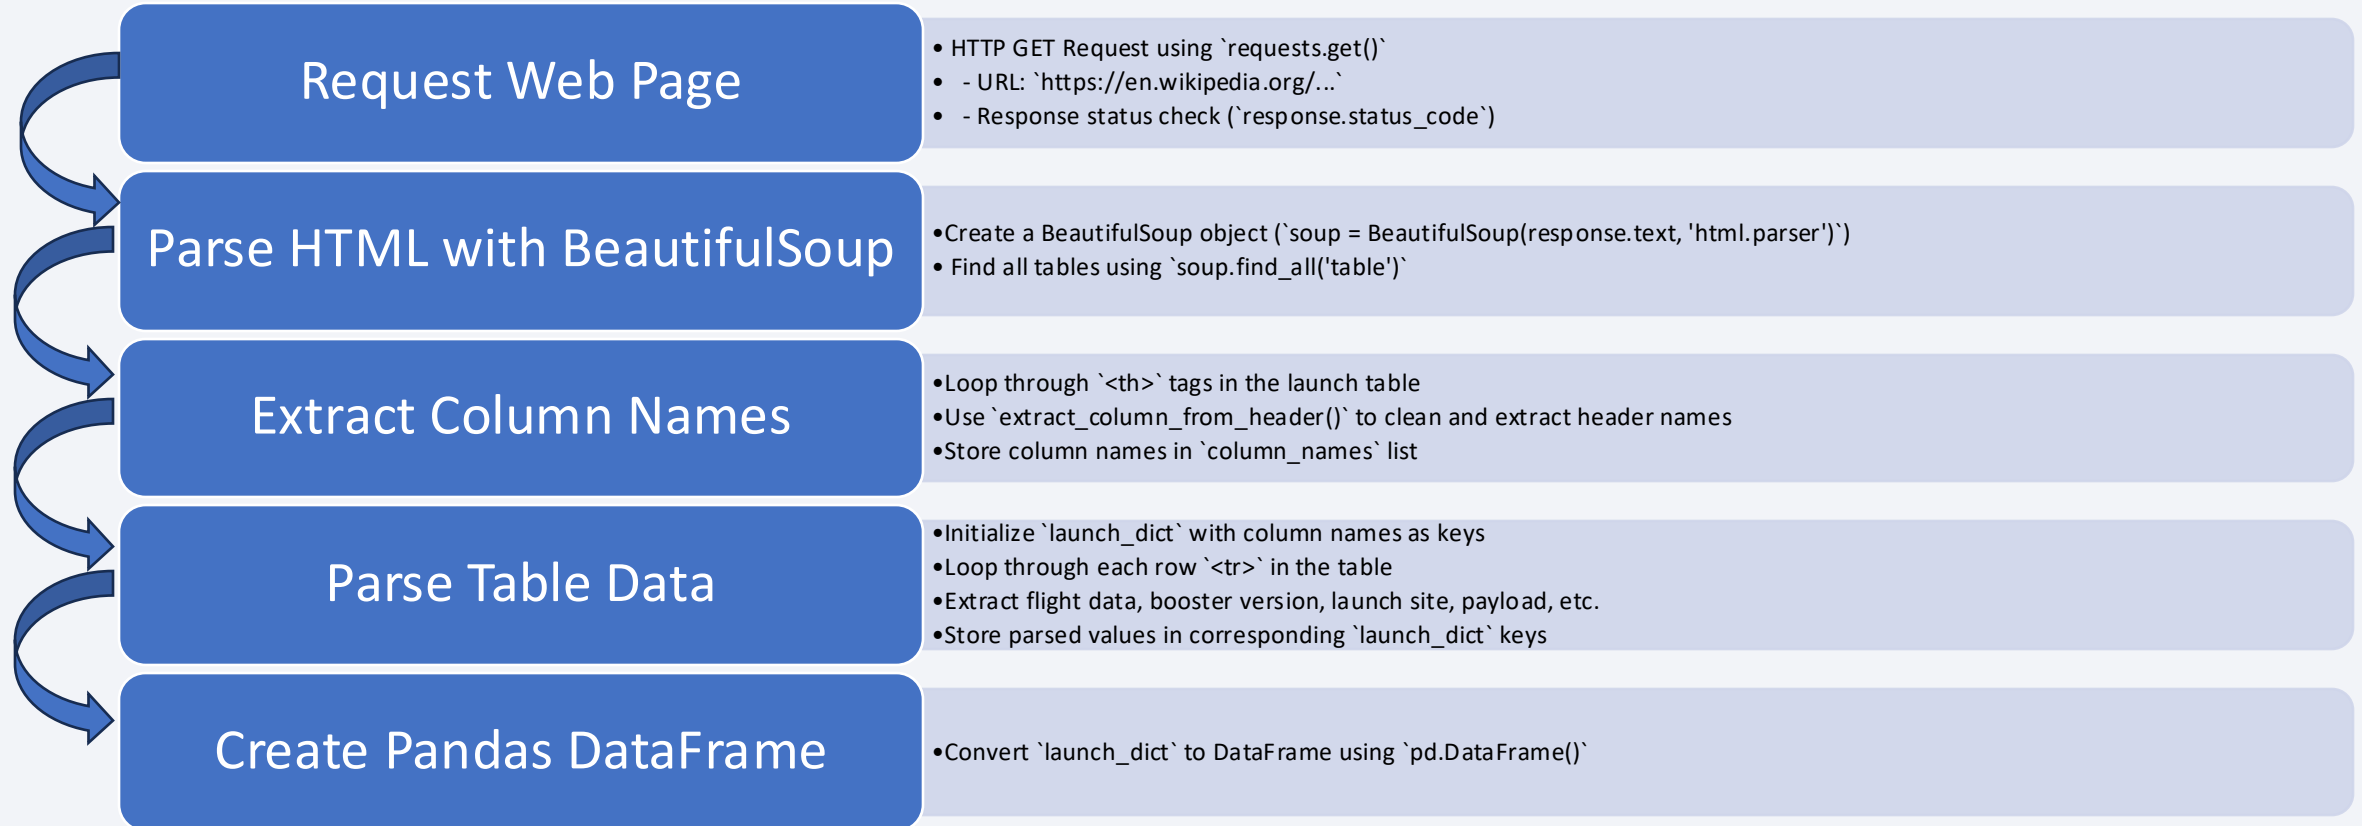 Request Web Page
• HTTP GET Request using `requests.get()`
• - URL: `https://en.wikipedia.org/...`
• - Response status check (`response.status_code`)
Parse HTML with BeautifulSoup
•Create a BeautifulSoup object (`soup = BeautifulSoup(response.text, 'html.parser')`)
• Find all tables using `soup.find_all('table')`
Extract Column Names
•Loop through `<th>` tags in the launch table
•Use `extract_column_from_header()` to clean and extract header names
•Store column names in `column_names` list
Parse Table Data
•Initialize `launch_dict` with column names as keys
•Loop through each row `<tr>` in the table
•Extract flight data, booster version, launch site, payload, etc.
•Store parsed values in corresponding `launch_dict` keys
Create Pandas DataFrame
•Convert `launch_dict` to DataFrame using `pd.DataFrame()`